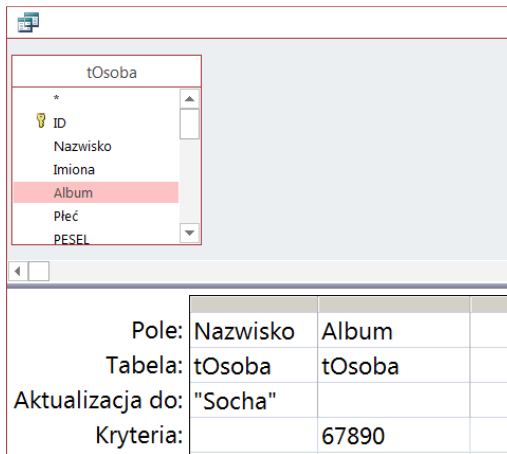 tOsoba
*
ID
Nazwisko
Imiona
Album
Płeć
PESEL
Pole: Nazwisko Album
Tabela: tOsoba tOsoba
Aktualizacja do: "Socha"
Kryteria: 67890